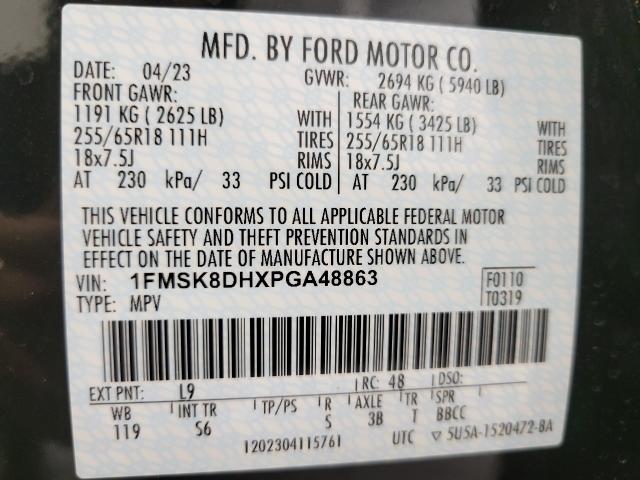 MFD. BY FORD MOTOR CO.
DATE: 04/23 GVWR: 2694 KG ( 5940 LB)
FRONT GAWR: REAR GAWR:
1191 KG ( 2625 LB) WITH 1554 KG ( 3425 LB) WITH
255/65R18 111H TIRES 255/65R18 111H TIRES
18x7.5J RIMS 18x7.5J RIMS
AT 230 kPa/ 33 PSI COLD AT 230 kPa/ 33 PSI COLD
THIS VEHICLE CONFORMS TO ALL APPLICABLE FEDERAL MOTOR
VEHICLE SAFETY AND THEFT PREVENTION STANDARDS IN
EFFECT ON THE DATE OF MANUFACTURE SHOWN ABOVE.
VIN: 1FMSK8DHXPGA48863 F0110
TYPE: MPV T0319
EXT PNT: L9 RC: 48 DSO:
WB INT TR TP/PS R AXLE TR SPR
119 S6 S 3B T BBCC
1202304115761 UTC ▽ 5U5A-1520472-BA